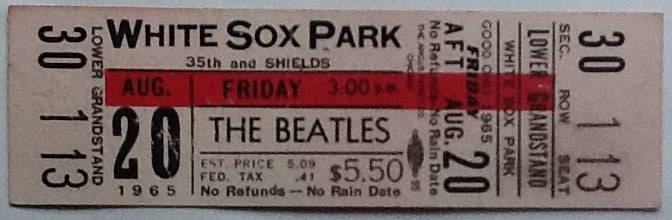 30
1
13
LOWER GRANDSTAND
WHITE SOX PARK
35th and SHIELDS
AUG. FRIDAY 3:00 P.M.
20
1965
THE BEATLES
EST. PRICE 5.09
FED. TAX .41
$5.50
No Refunds — No Rain Date
No Refunds-No Rain Date
AFT. AUG. 20
FRIDAY
1965
WHITE SOX PARK
LOWER GRANDSTAND
SEC. ROW SEAT
30 1 13